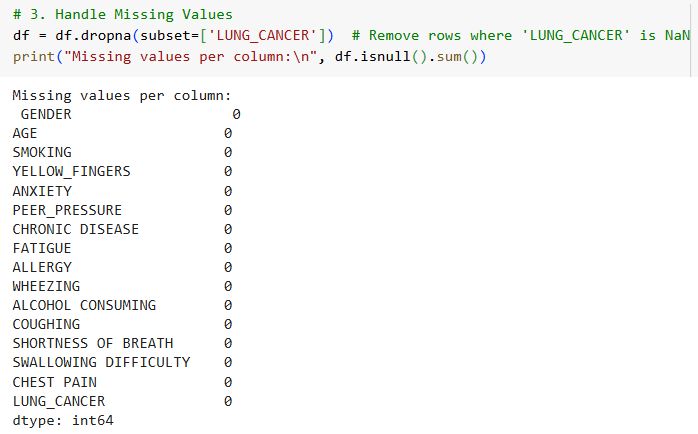 # 3. Handle Missing Values
df = df.dropna(subset=['LUNG_CANCER'])  # Remove rows where 'LUNG_CANCER' is NaN
print("Missing values per column:\n", df.isnull().sum())
Missing values per column:
 GENDER                   0
AGE                      0
SMOKING                  0
YELLOW_FINGERS           0
ANXIETY                  0
PEER_PRESSURE            0
CHRONIC DISEASE          0
FATIGUE                  0
ALLERGY                  0
WHEEZING                 0
ALCOHOL CONSUMING        0
COUGHING                 0
SHORTNESS OF BREATH      0
SWALLOWING DIFFICULTY    0
CHEST PAIN               0
LUNG_CANCER              0
dtype: int64